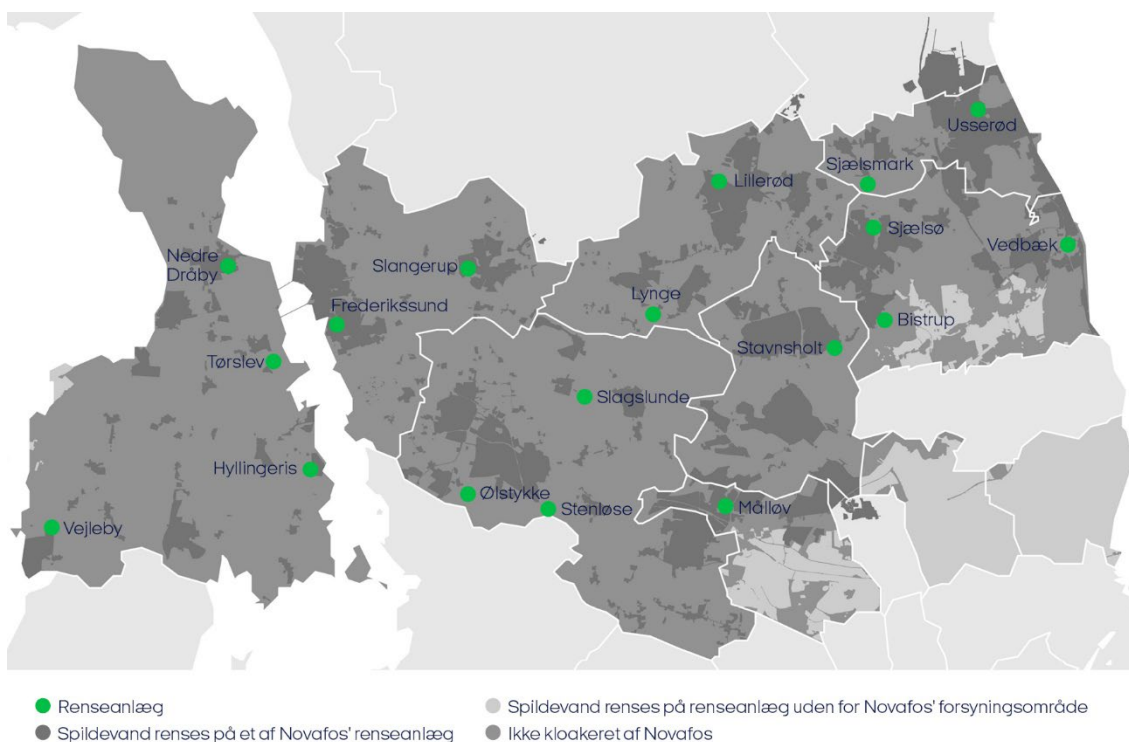 Usserød
Sjælsmark
Lillerød
Sjælsø
Vedbæk
Nedre
Dråby
Slangerup
Lynge
Frederikssund
Bistrup
Stavnsholt
Tørslev
Slagslunde
Hyllingeris
Ølstykke
Stenløse
Måløv
Vejleby
Renseanlæg
Spildevand renses på renseanlæg uden for Novafos' forsyningsområde
Spildevand renses på et af Novafos' renseanlæg
Ikke kloakeret af Novafos